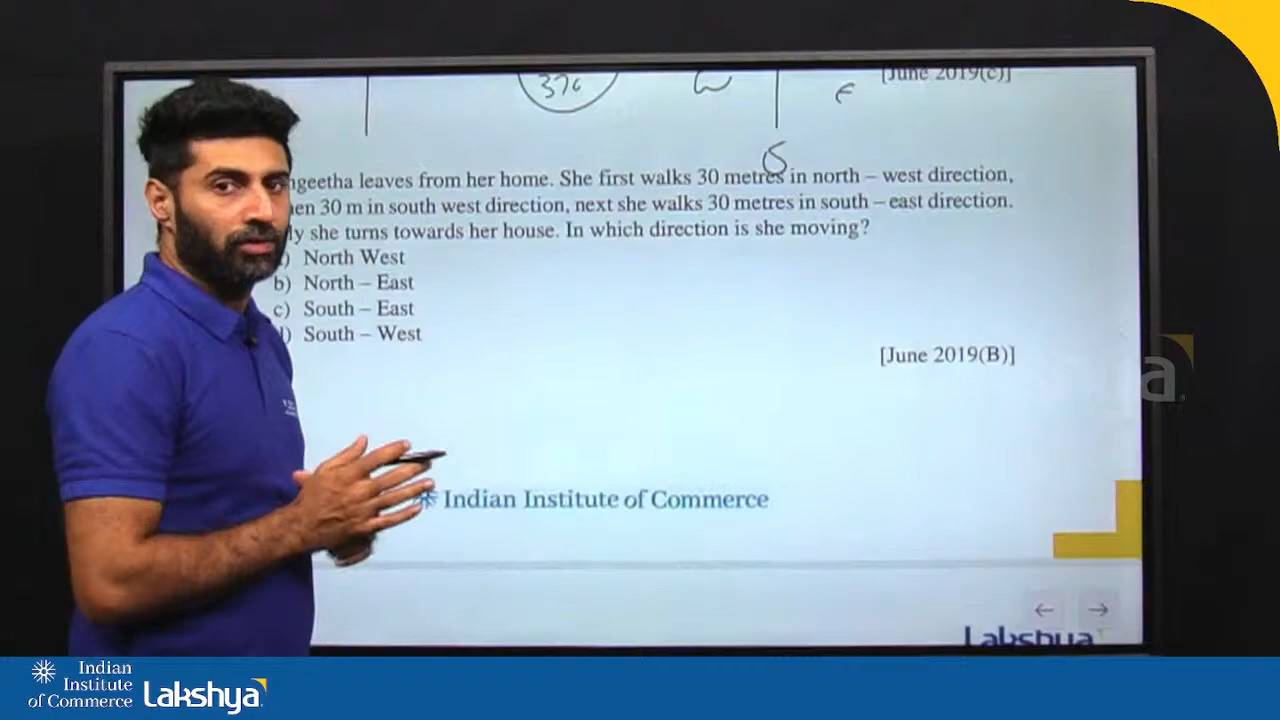 376
[June 2019(c)]
S
ngeetha leaves from her home. She first walks 30 metres in north – west direction,
en 30 m in south west direction, next she walks 30 metres in south – east direction.
ly she turns towards her house. In which direction is she moving?
) North West
b) North – East
c) South – East
d) South – West
[June 2019(B)]
Indian Institute of Commerce
Lakshya
Indian
Institute
of Commerce
Lakshya